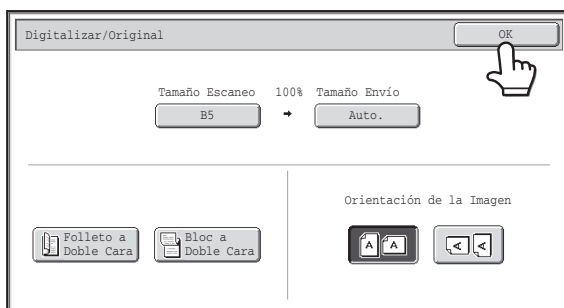 Digitalizar/Original
OK
Tamaño Escaneo 100% Tamaño Envío
B5
Auto.
Orientación de la Imagen
Folleto a
Doble Cara
Bloc a
Doble Cara
A A
A A